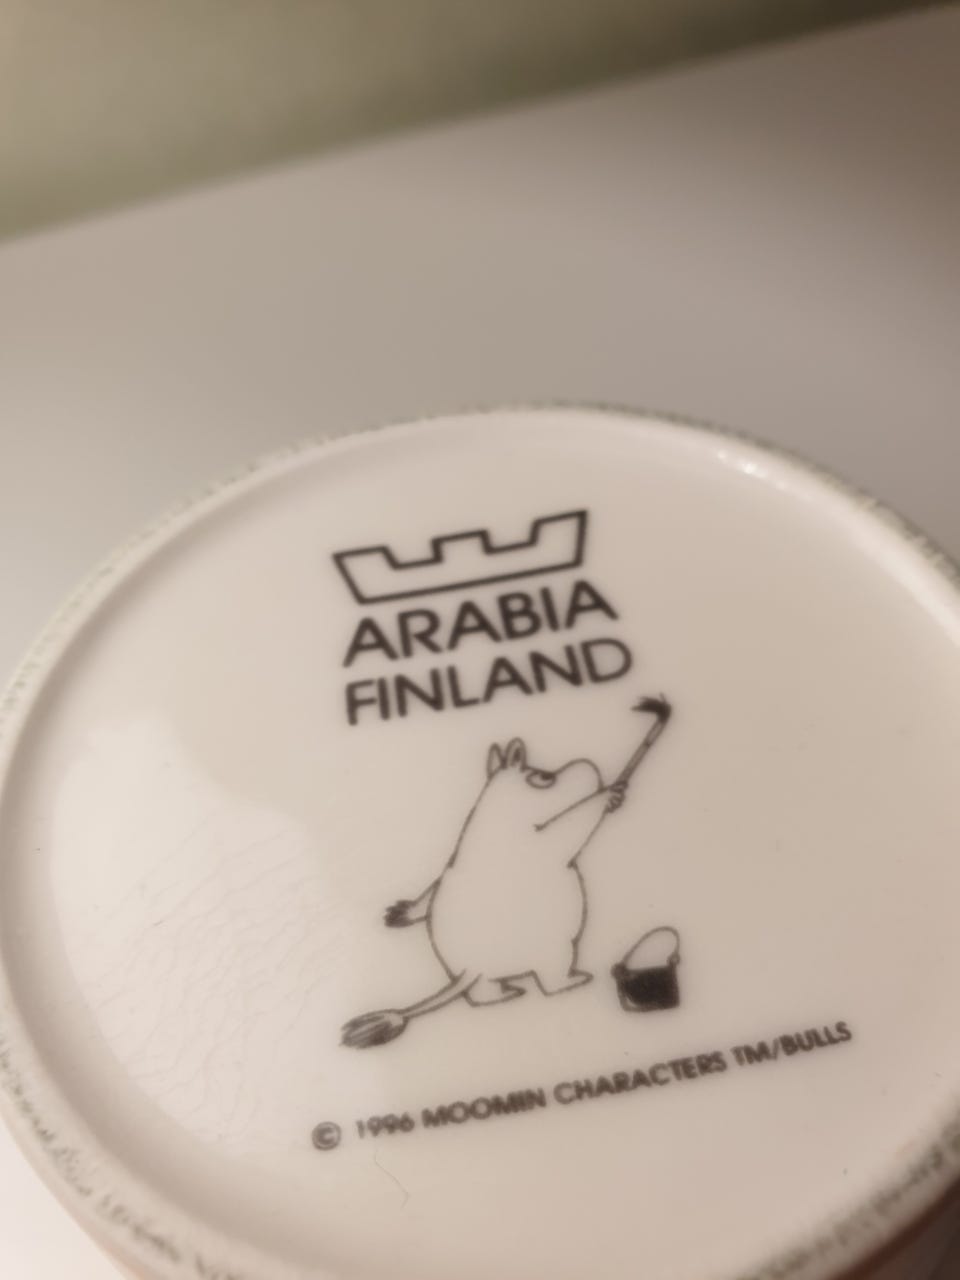 ARABIA
FINLAND
© 1996 MOOMIN CHARACTERS TM/BULLS